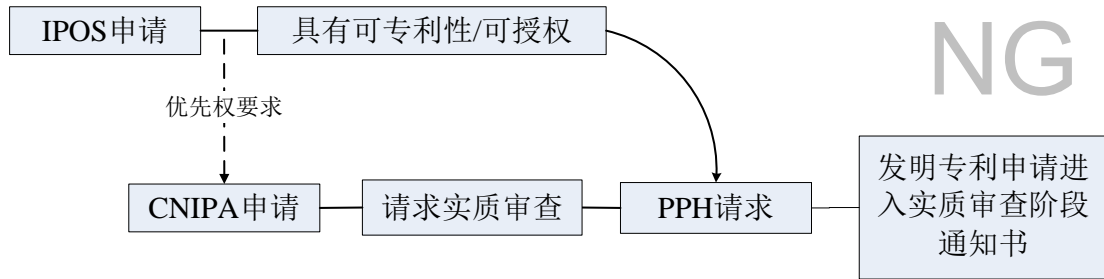 IPOS申请
具有可专利性/可授权
NG
优先权要求
CNIPA申请
请求实质审查
PPH请求
发明专利申请进
入实质审查阶段
通知书